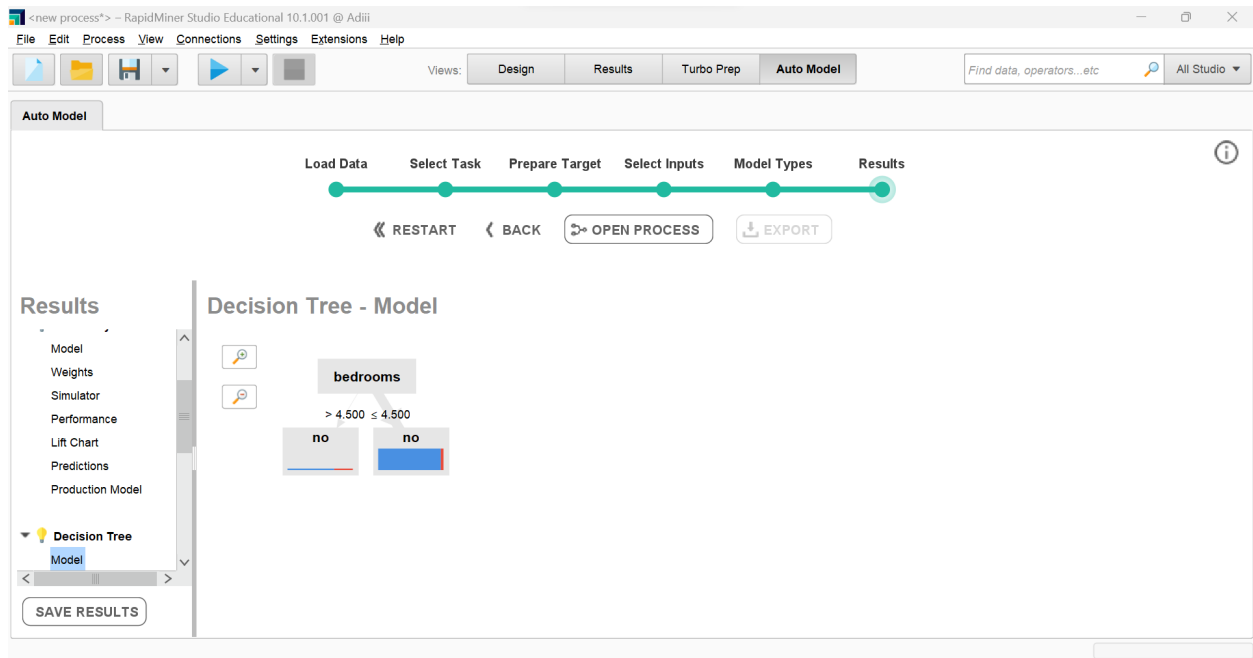 <new process*> – RapidMiner Studio Educational 10.1.001 @ Adiii
File Edit Process View Connections Settings Extensions Help
Views: Design Results Turbo Prep Auto Model Find data, operators...etc All Studio
Auto Model
Load Data Select Task Prepare Target Select Inputs Model Types Results
RESTART BACK OPEN PROCESS EXPORT
Results
Model
Weights
Simulator
Performance
Lift Chart
Predictions
Production Model
Decision Tree
Model
SAVE RESULTS
Decision Tree - Model
bedrooms
> 4.500 ≤ 4.500
no no